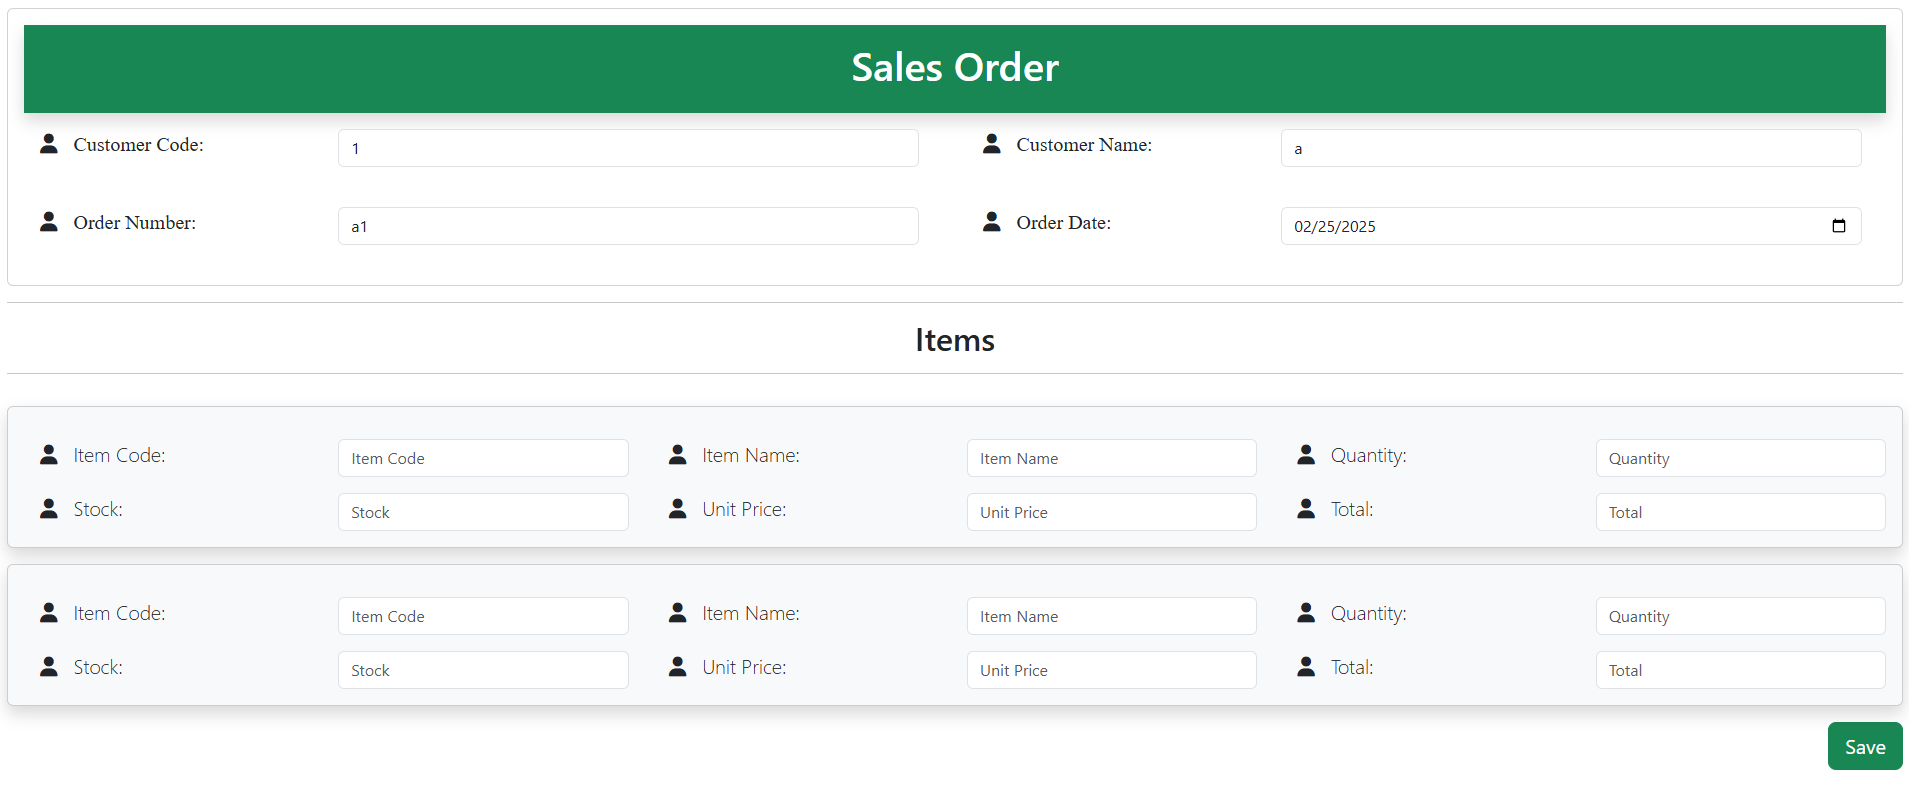 Sales Order
Customer Code: 1 Customer Name: a
Order Number: a1 Order Date: 02/25/2025
Items
Item Code: Item Code Item Name: Item Name Quantity: Quantity
Stock: Stock Unit Price: Unit Price Total: Total
Item Code: Item Code Item Name: Item Name Quantity: Quantity
Stock: Stock Unit Price: Unit Price Total: Total
Save